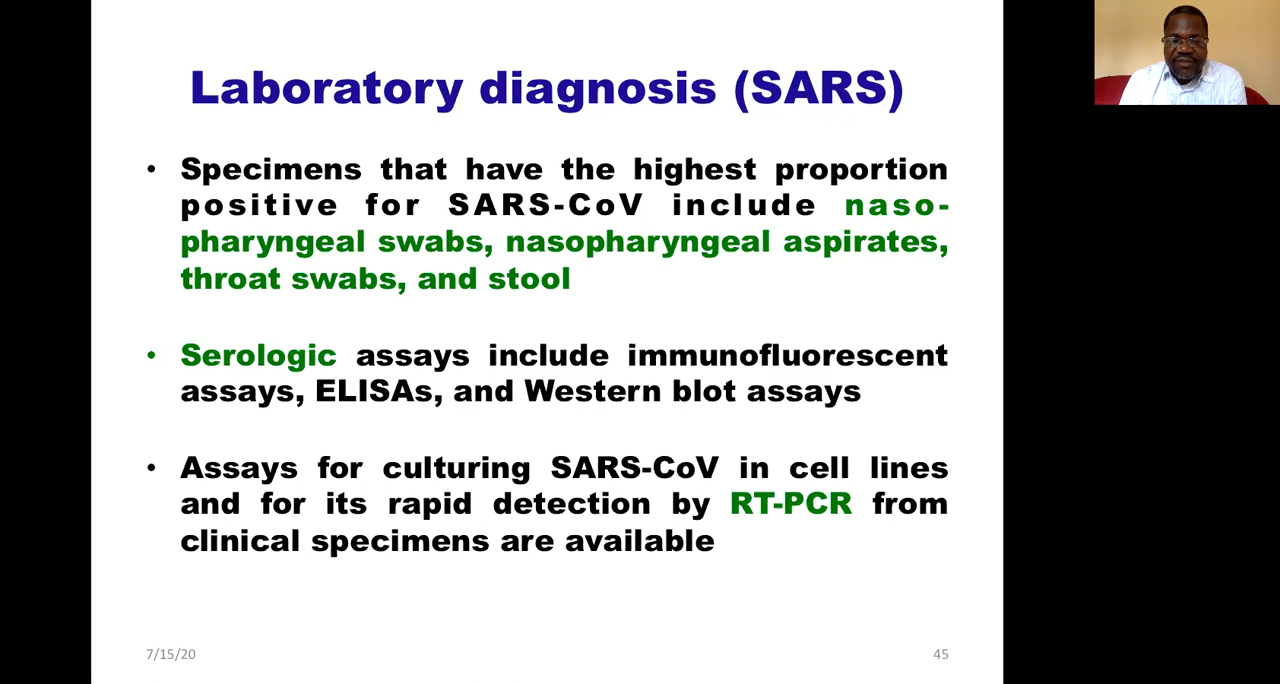 Laboratory diagnosis (SARS)
• Specimens that have the highest proportion
positive for SARS-CoV include naso-
pharyngeal swabs, nasopharyngeal aspirates,
throat swabs, and stool
• Serologic assays include immunofluorescent
assays, ELISAs, and Western blot assays
• Assays for culturing SARS-CoV in cell lines
and for its rapid detection by RT-PCR from
clinical specimens are available
7/15/20
45